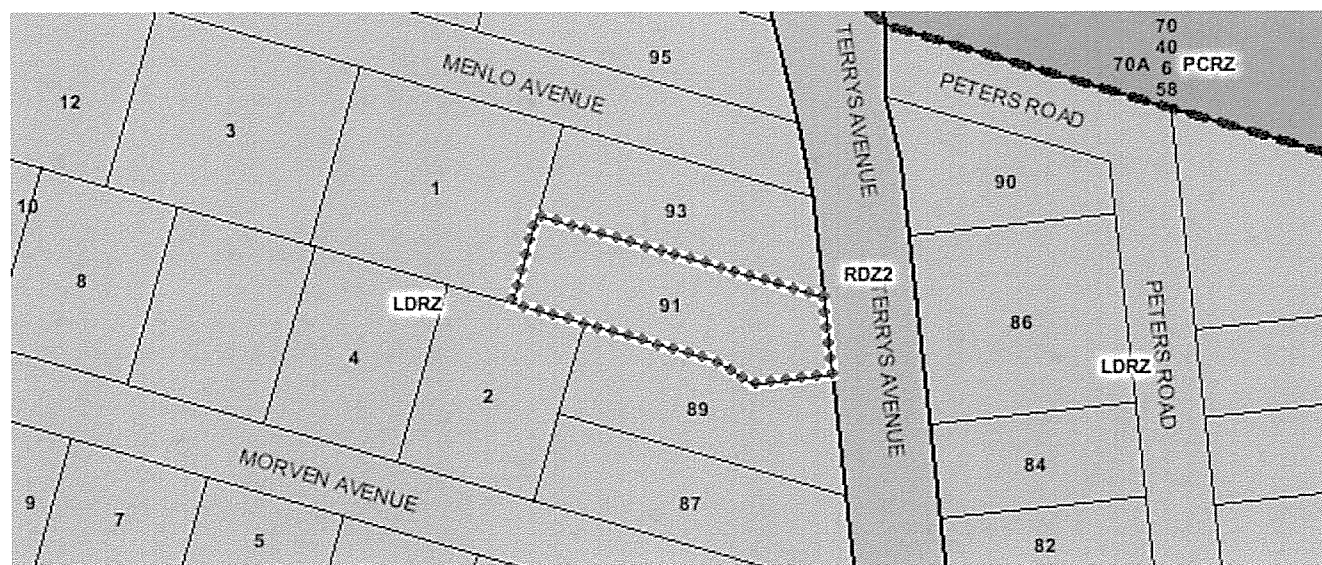 70
40
70A 6 PCRZ
58
95
MENLO AVENUE
TERRYS AVENUE
PETERS ROAD
12
3
1
90
10
93
8
LDRZ
91
RDZ2
TERRYS AVENUE
86
PETERS ROAD
4
LDRZ
2
89
MORVEN AVENUE
84
9
7
5
87
82